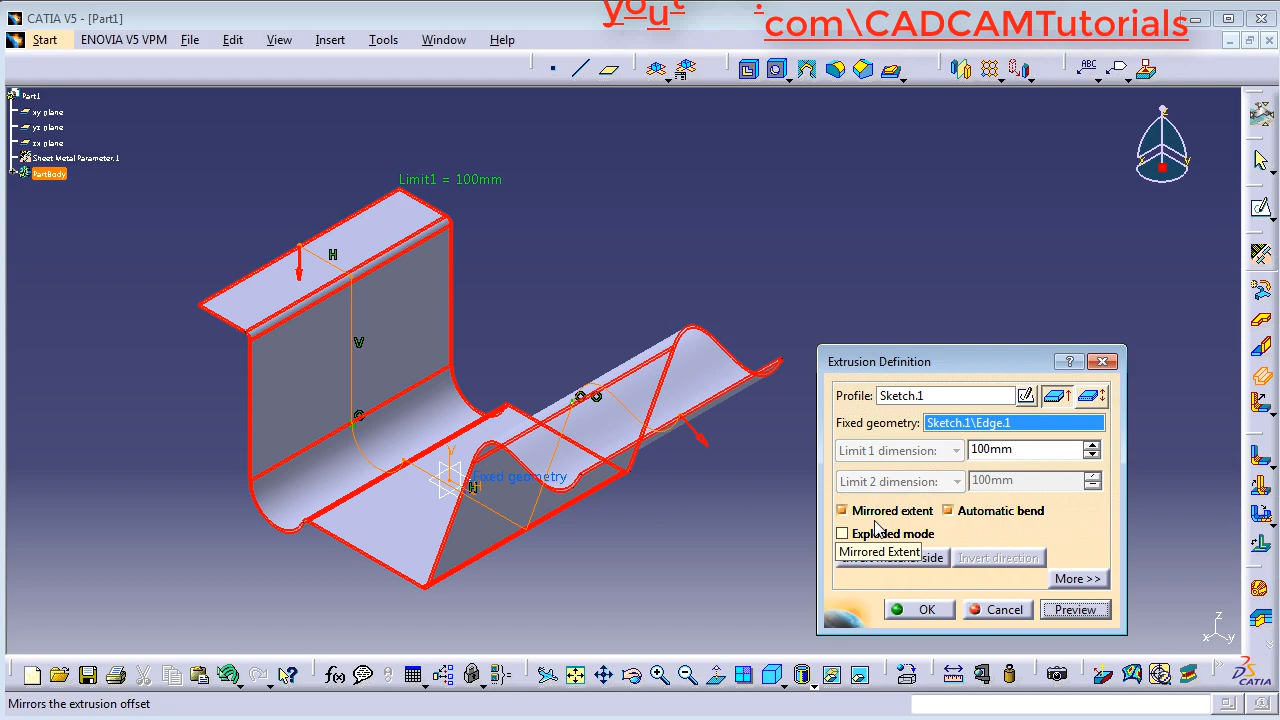 CATIA V5 - [Part1]
com\CADCAMTutorials
Start ENOVIA V5 VPM File Edit View Insert Tools Window Help
ABC
Part1
xy plane
yz plane
zx plane
Sheet Metal Parameter.1
PartBody
Limit1 = 100mm
H
V
C
Fixed geometry
H
Extrusion Definition
Profile: Sketch.1
Fixed geometry: Sketch.1\Edge.1
Limit 1 dimension: 100mm
Limit 2 dimension: 100mm
Mirrored extent Automatic bend
Exploded mode
Mirrored Extent
side Invert direction
More >>
OK Cancel Preview
z
x y
CATIA
Mirrors the extrusion offset